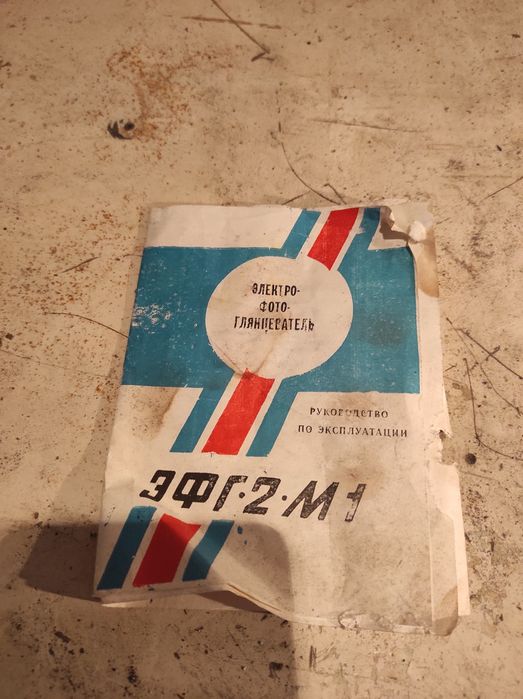 ЭЛЕКТРО-
ФОТО-
ГЛЯНЦЕВАТЕЛЬ
РУКОВОДСТВО
ПО ЭКСПЛУАТАЦИИ
ЭФГ·2·М1